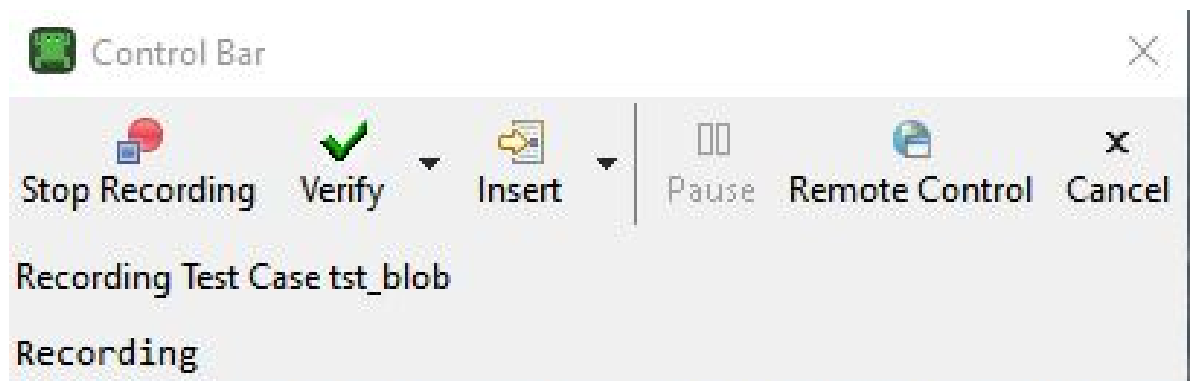 Control Bar
Stop Recording Verify Insert Pause Remote Control Cancel
Recording Test Case tst_blob
Recording